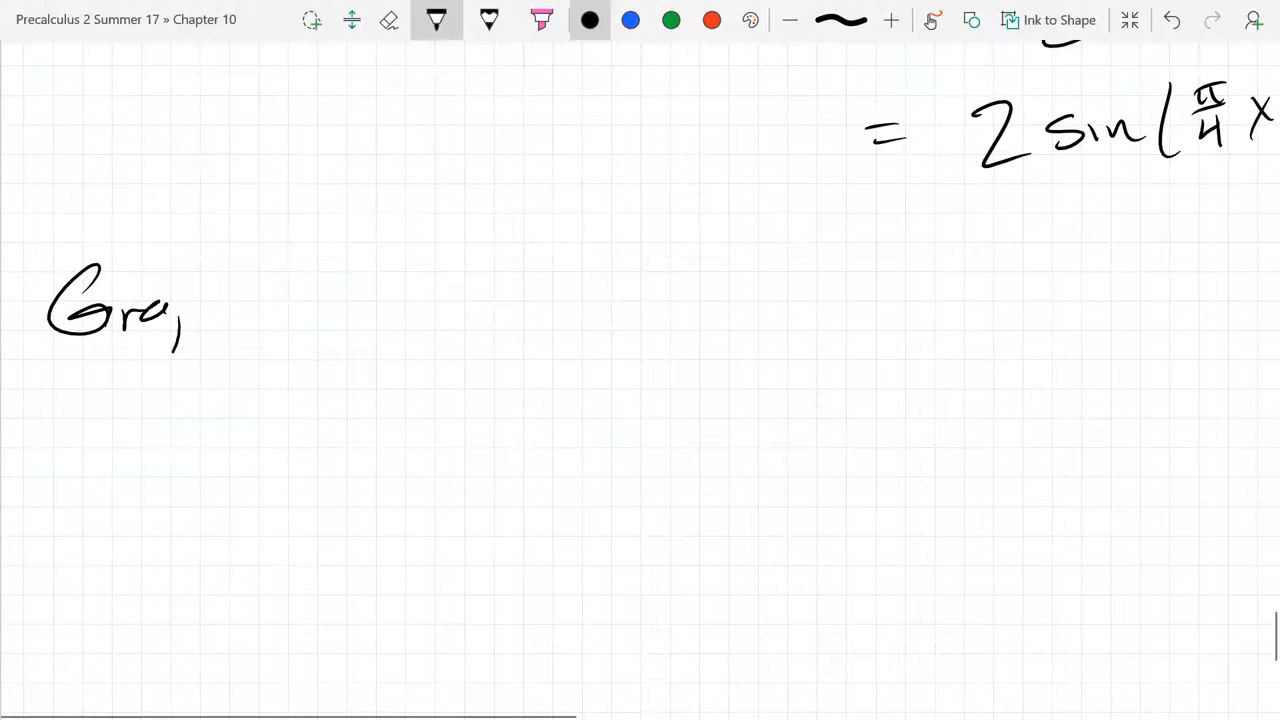 Precalculus 2 Summer 17 » Chapter 10
Ink to Shape
= 2 sin(π/4 x
Gra,